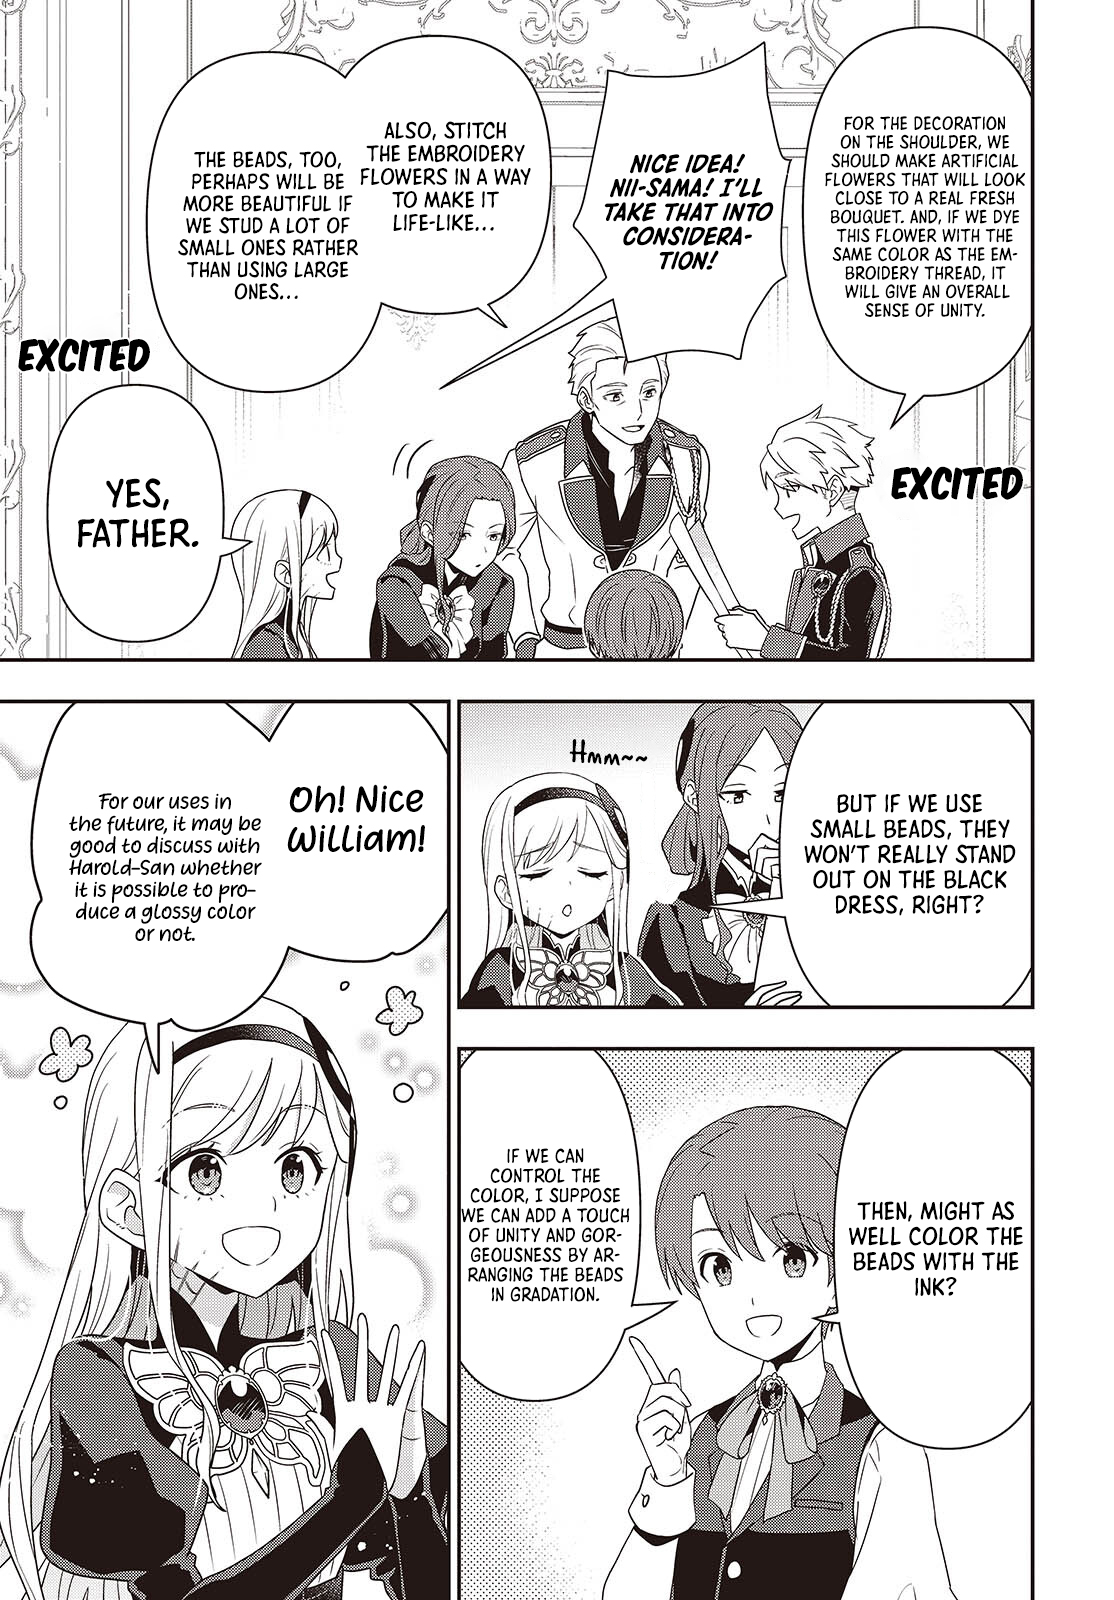 FOR THE DECORATION
ON THE SHOULDER, WE
SHOULD MAKE ARTIFICIAL
FLOWERS THAT WILL LOOK
CLOSE TO A REAL FRESH
BOUQUET. AND, IF WE DYE
THIS FLOWER WITH THE
SAME COLOR AS THE EM-
BROIDERY THREAD, IT
WILL GIVE AN OVERALL
SENSE OF UNITY.
EXCITED
NICE IDEA!
NII-SAMA! I'LL
TAKE THAT INTO
CONSIDERA-
TION!
ALSO, STITCH
THE EMBROIDERY
FLOWERS IN A WAY
TO MAKE IT
LIFE-LIKE...
THE BEADS, TOO,
PERHAPS WILL BE
MORE BEAUTIFUL IF
WE STUD A LOT OF
SMALL ONES RATHER
THAN USING LARGE
ONES...
EXCITED
YES,
FATHER.
BUT IF WE USE
SMALL BEADS, THEY
WON'T REALLY STAND
OUT ON THE BLACK
DRESS, RIGHT?
Hmm~~
THEN, MIGHT AS
WELL COLOR THE
BEADS WITH THE
INK?
IF WE CAN
CONTROL THE
COLOR, I SUPPOSE
WE CAN ADD A TOUCH
OF UNITY AND GOR-
GEOUSNESS BY AR-
RANGING THE BEADS
IN GRADATION.
Oh! Nice
William!
For our uses in
the future, it may be
good to discuss with
Harold-San whether
it is possible to pro-
duce a glossy color
or not.